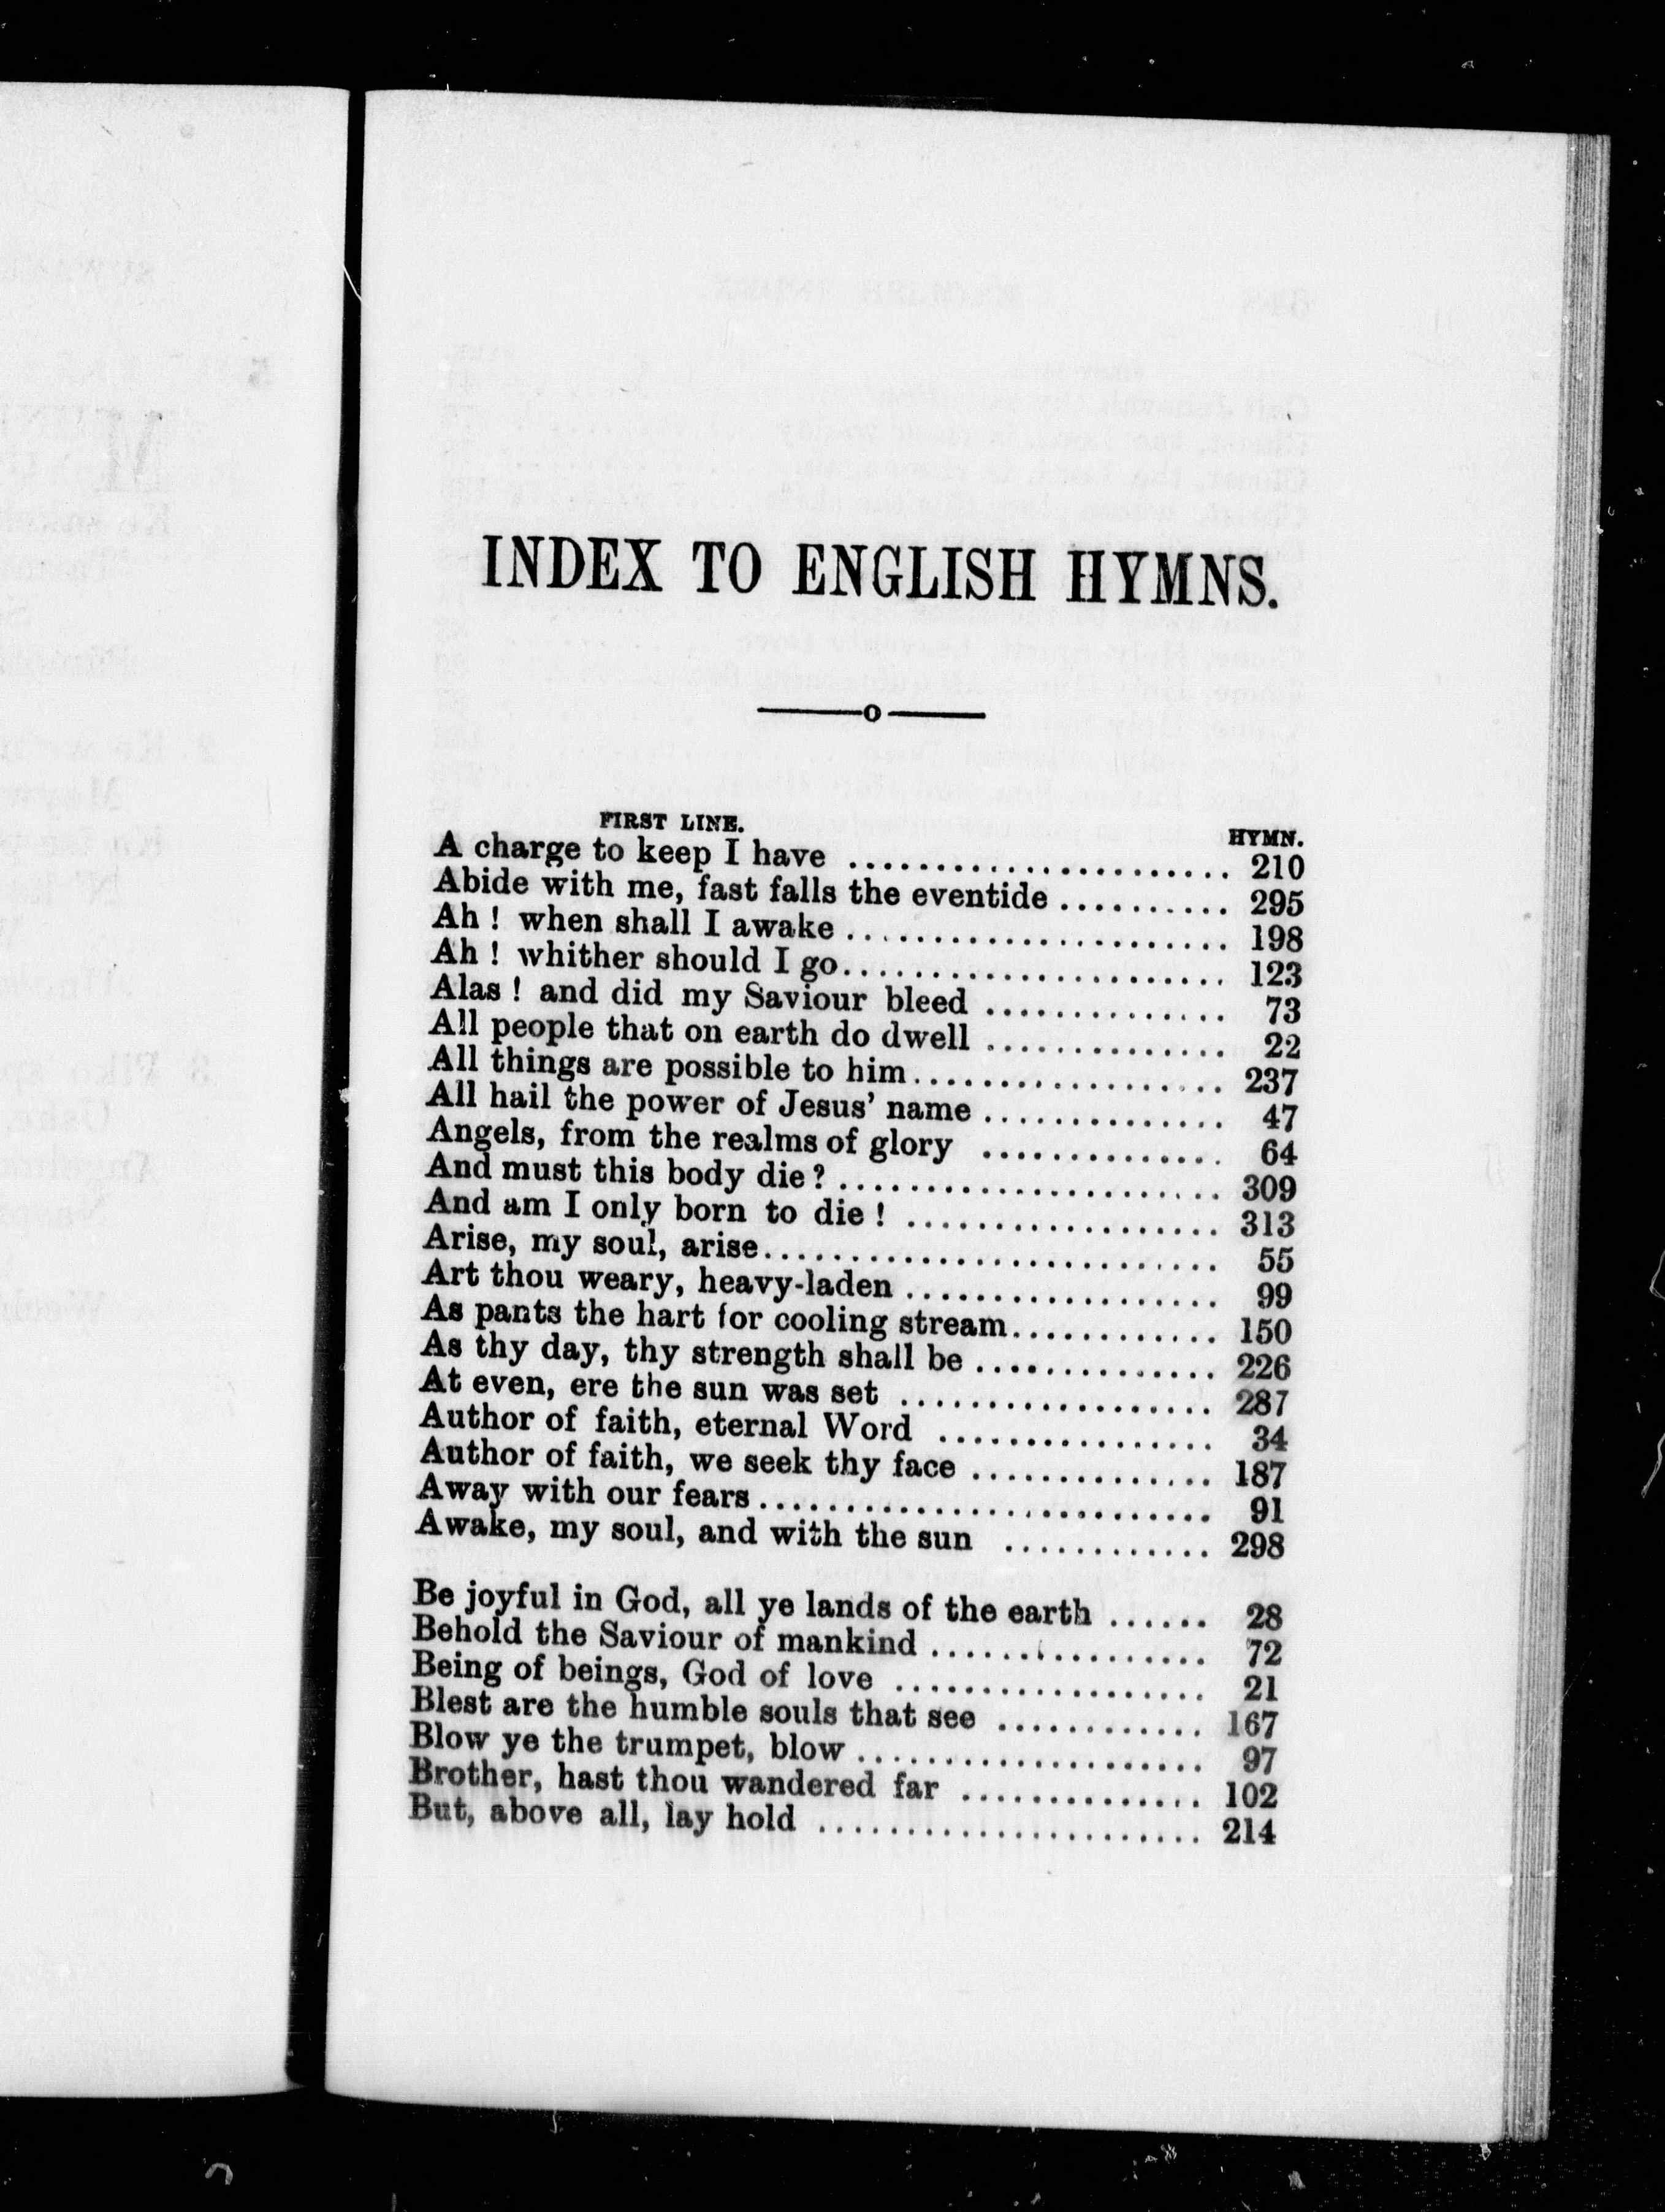 INDEX TO ENGLISH HYMNS.
FIRST LINE. HYMN.
A charge to keep I have ...................... 210
Abide with me, fast falls the eventide .......... 295
Ah ! when shall I awake ...................... 198
Ah ! whither should I go...................... 123
Alas ! and did my Saviour bleed .............. 73
All people that on earth do dwell .............. 22
All things are possible to him.................. 237
All hail the power of Jesus' name .............. 47
Angels, from the realms of glory .............. 64
And must this body die? ...................... 309
And am I only born to die ! .................. 313
Arise, my soul, arise.......................... 55
Art thou weary, heavy-laden .................. 99
As pants the hart for cooling stream............ 150
As thy day, thy strength shall be .............. 226
At even, ere the sun was set .................. 287
Author of faith, eternal Word ................ 34
Author of faith, we seek thy face .............. 187
Away with our fears .......................... 91
Awake, my soul, and with the sun ............ 298
Be joyful in God, all ye lands of the earth ...... 28
Behold the Saviour of mankind ................ 72
Being of beings, God of love .................. 21
Blest are the humble souls that see ............ 167
Blow ye the trumpet, blow .................... 97
Brother, hast thou wandered far .............. 102
But, above all, lay hold ...................... 214